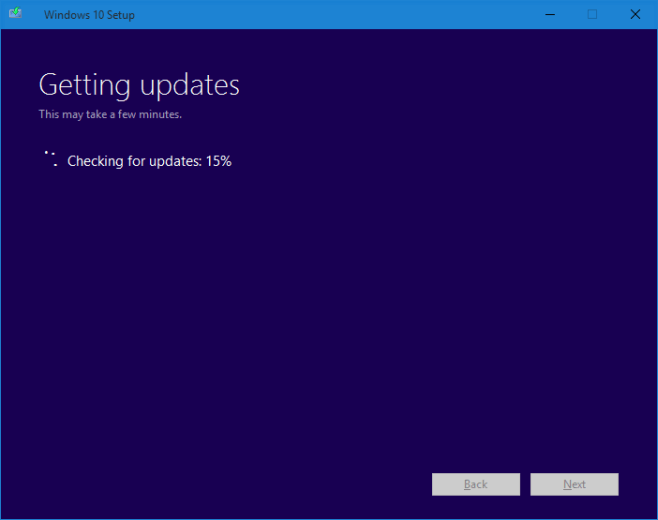 Windows 10 Setup
Getting updates
This may take a few minutes.
Checking for updates: 15%
Back
Next